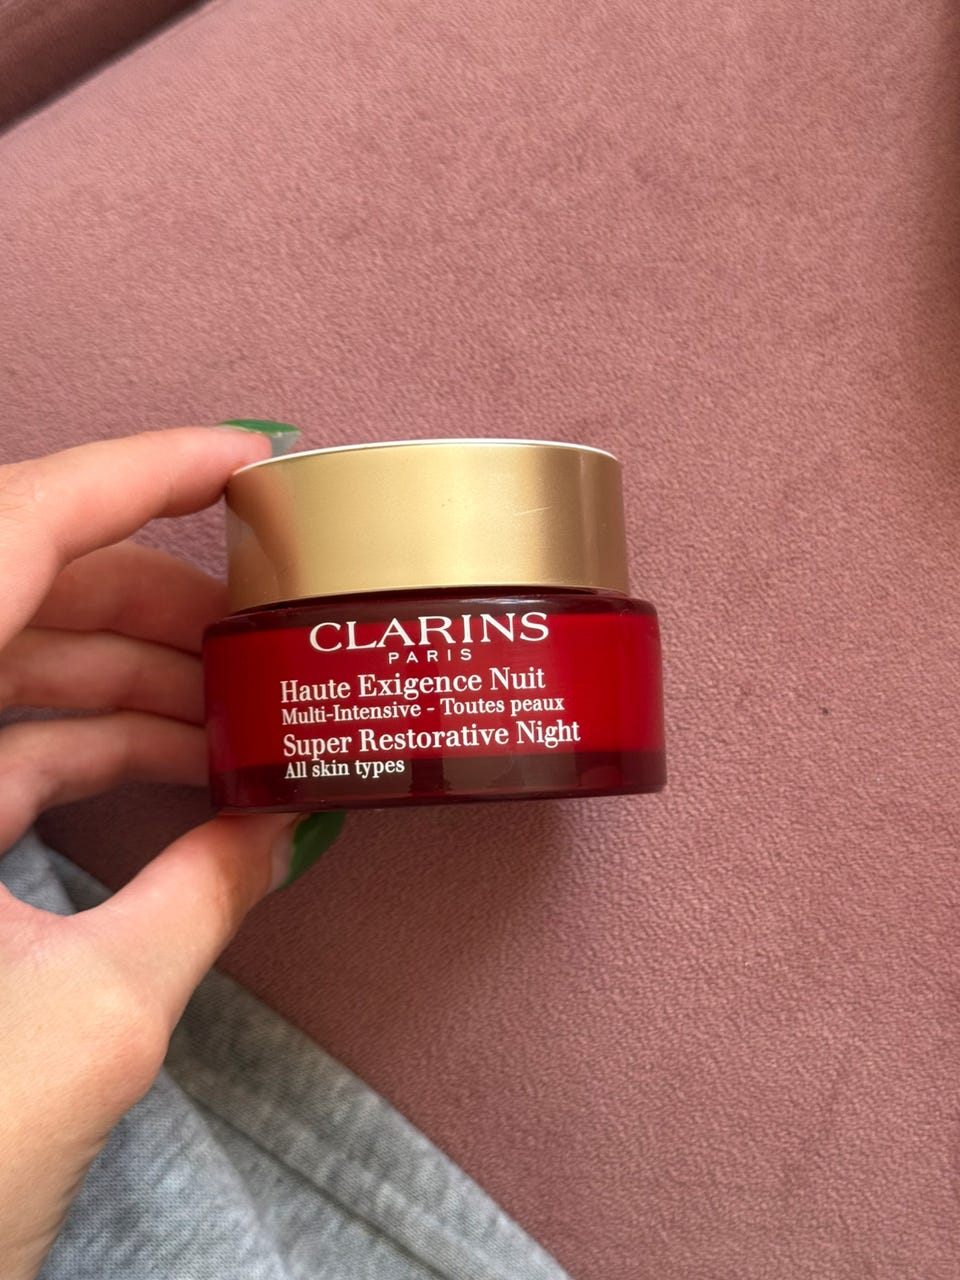 CLARINS
PARIS
Haute Exigence Nuit
Multi-Intensive - Toutes peaux
Super Restorative Night
All skin types